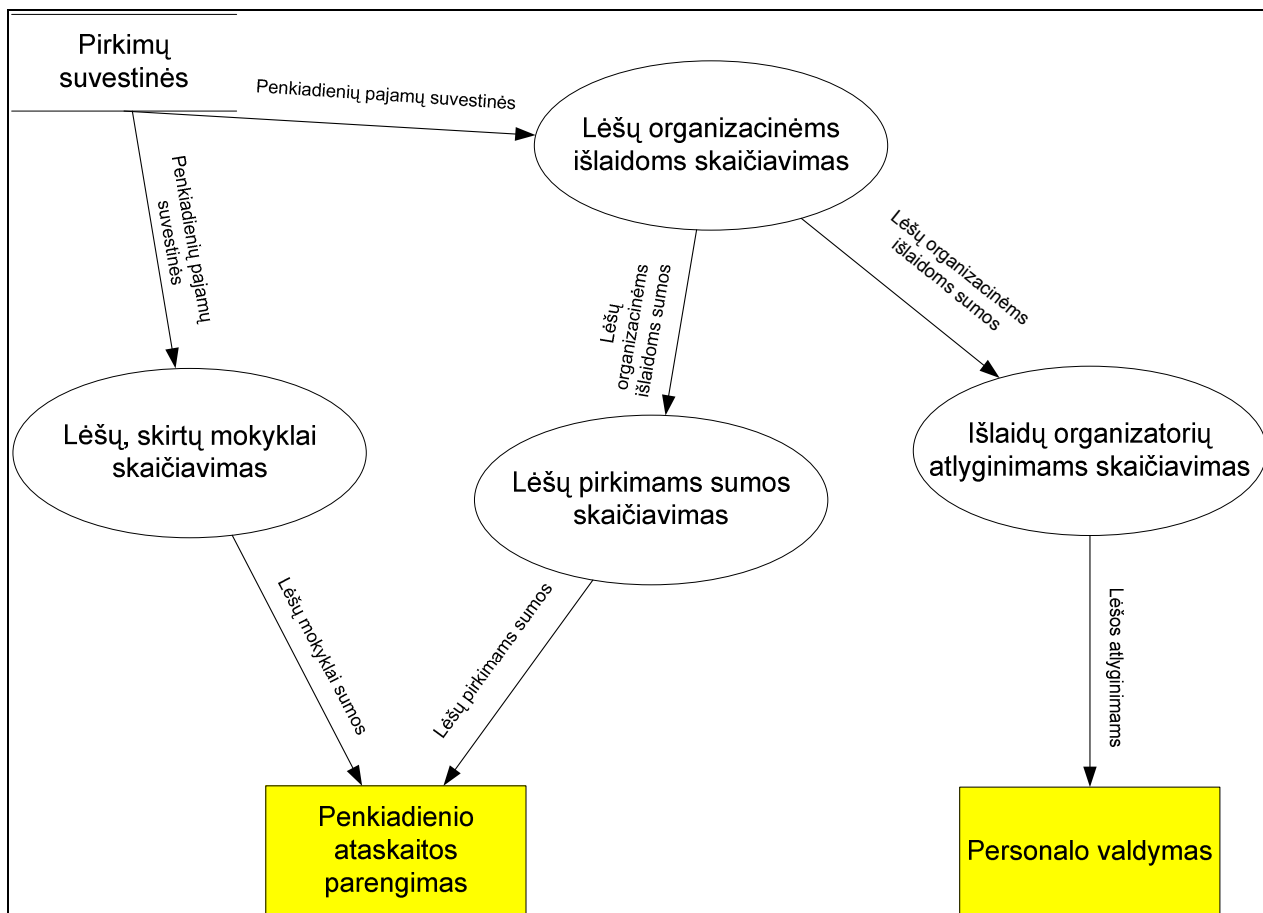 Pirkimų
suvestinės
Penkiadienių pajamų suvestinės
Lėšų organizacinėms
išlaidoms skaičiavimas
Penkiadienių pajamų
suvestinės
Lėšų
organizacinėms
išlaidoms sumos
Lėšų organizacinėms
išlaidoms sumos
Lėšų, skirtų mokyklai
skaičiavimas
Lėšų pirkimams sumos
skaičiavimas
Išlaidų organizatorių
atlyginimams skaičiavimas
Lėšų mokyklai sumos
Lėšų pirkimams sumos
Lėšos atlyginimams
Penkiadienio
ataskaitos
parengimas
Personalo valdymas